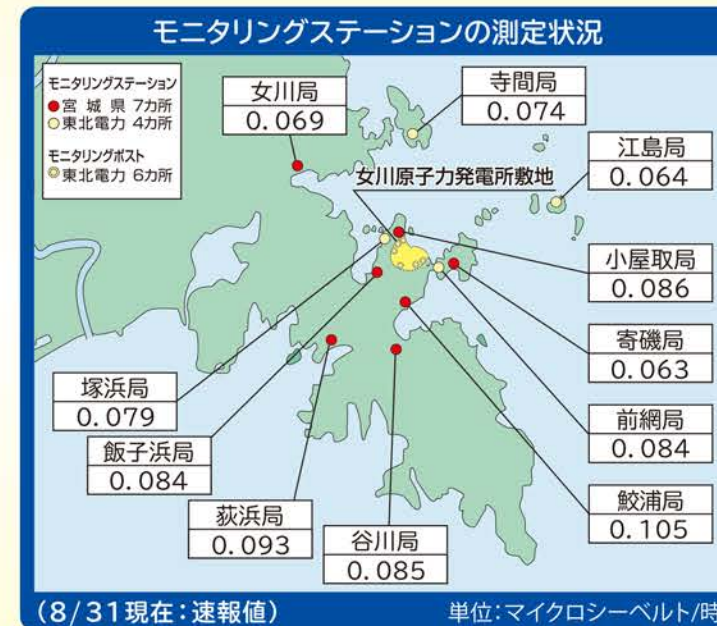 モニタリングステーションの測定状況
モニタリングステーション
宮城県 7カ所
東北電力 4カ所
モニタリングポスト
東北電力 6カ所
女川局
0.069
寺間局
0.074
江島局
0.064
女川原子力発電所敷地
小屋取局
0.086
寄磯局
0.063
前網局
0.084
鮫浦局
0.105
塚浜局
0.079
飯子浜局
0.084
荻浜局
0.093
谷川局
0.085
(8/31現在:速報値)
単位:マイクロシーベルト/時